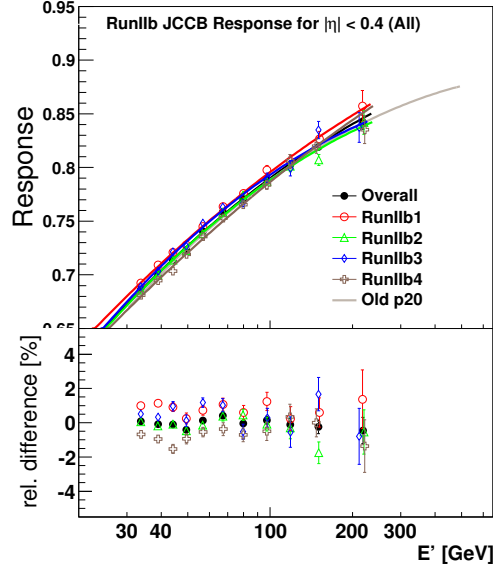 RunIIb JCCB Response for |η| < 0.4 (All)
Response
0.95
0.9
0.85
0.8
0.75
0.7
0.65
Overall
RunIIb1
RunIIb2
RunIIb3
RunIIb4
Old p20
rel. difference [%]
4
2
0
-2
-4
30
40
100
200
300
E' [GeV]